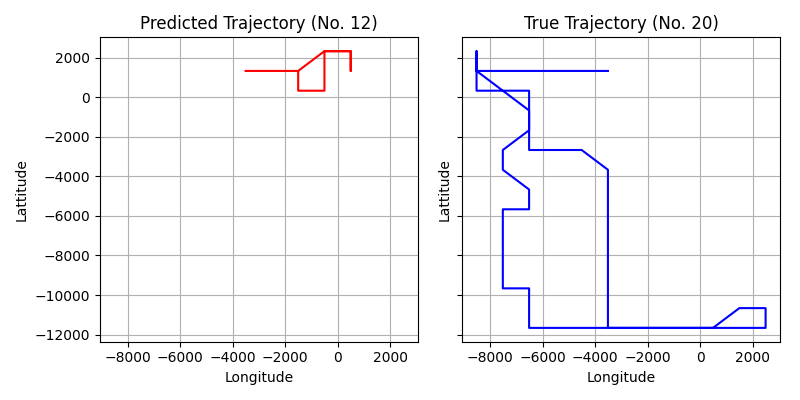 Predicted Trajectory (No. 12)
True Trajectory (No. 20)
Lattitude
2000
0
−2000
−4000
−6000
−8000
−10000
−12000
−8000 −6000 −4000 −2000 0 2000
Longitude
Lattitude
−8000 −6000 −4000 −2000 0 2000
Longitude